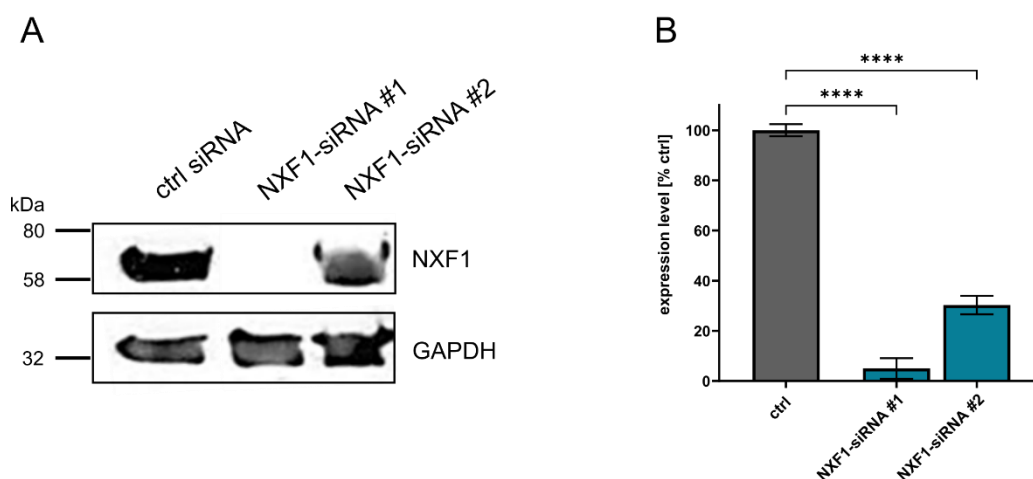 A
ctrl siRNA
NXF1-siRNA #1
NXF1-siRNA #2
kDa
80
58
NXF1
32
GAPDH
B
****
****
expression level [% ctrl]
100
80
60
40
20
0
ctrl
NXF1-siRNA #1
NXF1-siRNA #2